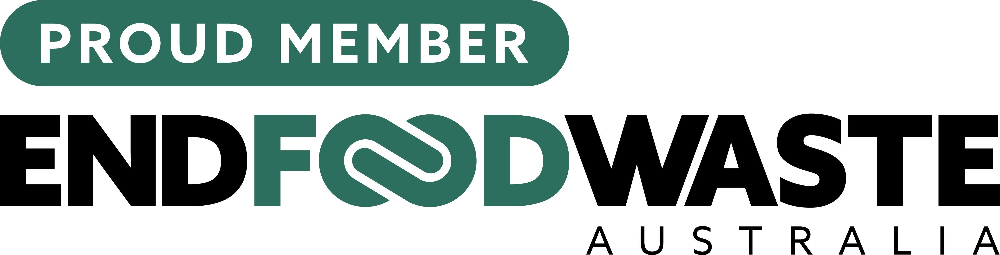 PROUD MEMBER
ENDFOODWASTE
AUSTRALIA